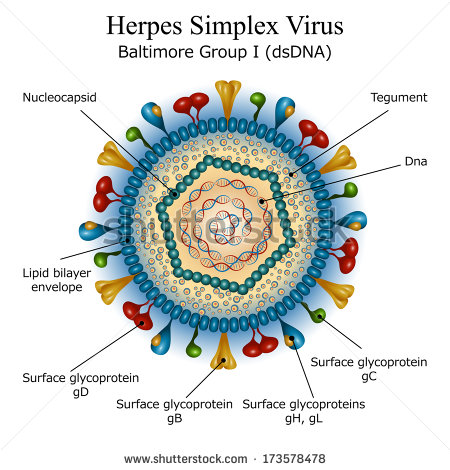 Herpes Simplex Virus
Baltimore Group I (dsDNA)
Nucleocapsid
Tegument
Dna
Lipid bilayer
envelope
Surface glycoprotein
gD
Surface glycoprotein
gB
Surface glycoproteins
gH, gL
Surface glycoprotein
gC
shutterstock
www.shutterstock.com · 173578478